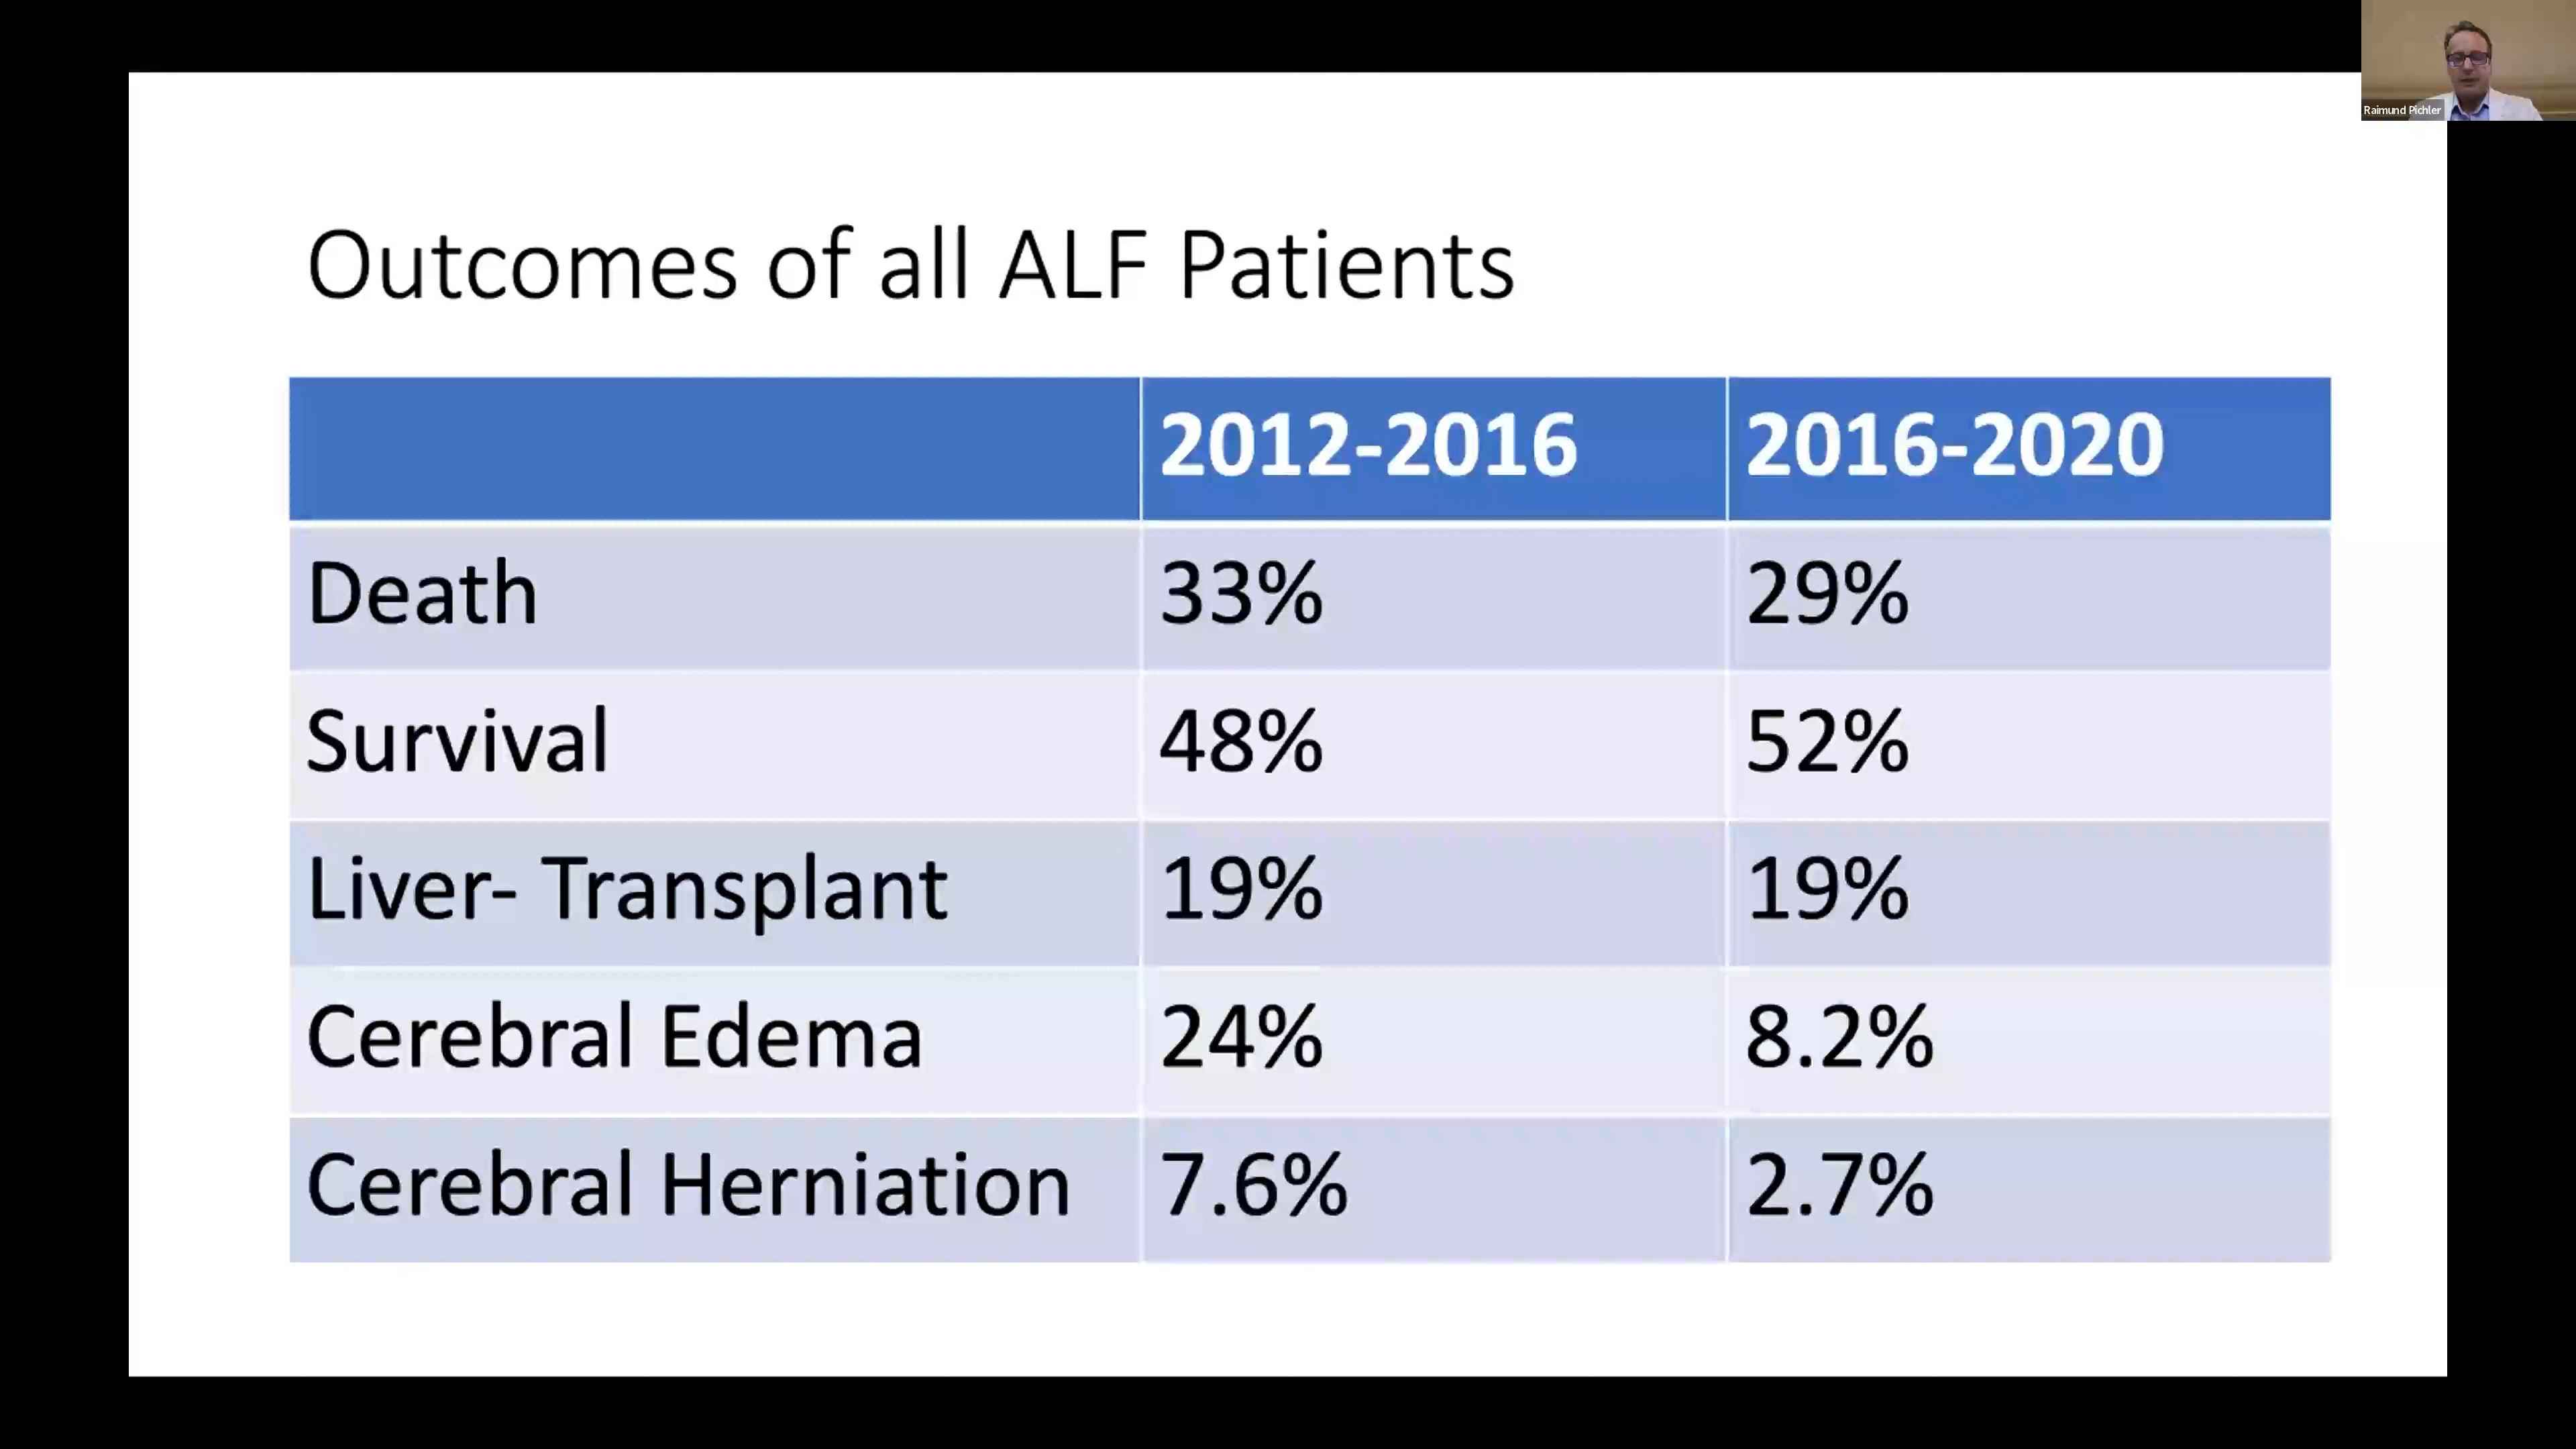 Raimund Pichler
Outcomes of all ALF Patients
2012-2016 2016-2020
Death 33% 29%
Survival 48% 52%
Liver- Transplant 19% 19%
Cerebral Edema 24% 8.2%
Cerebral Herniation 7.6% 2.7%